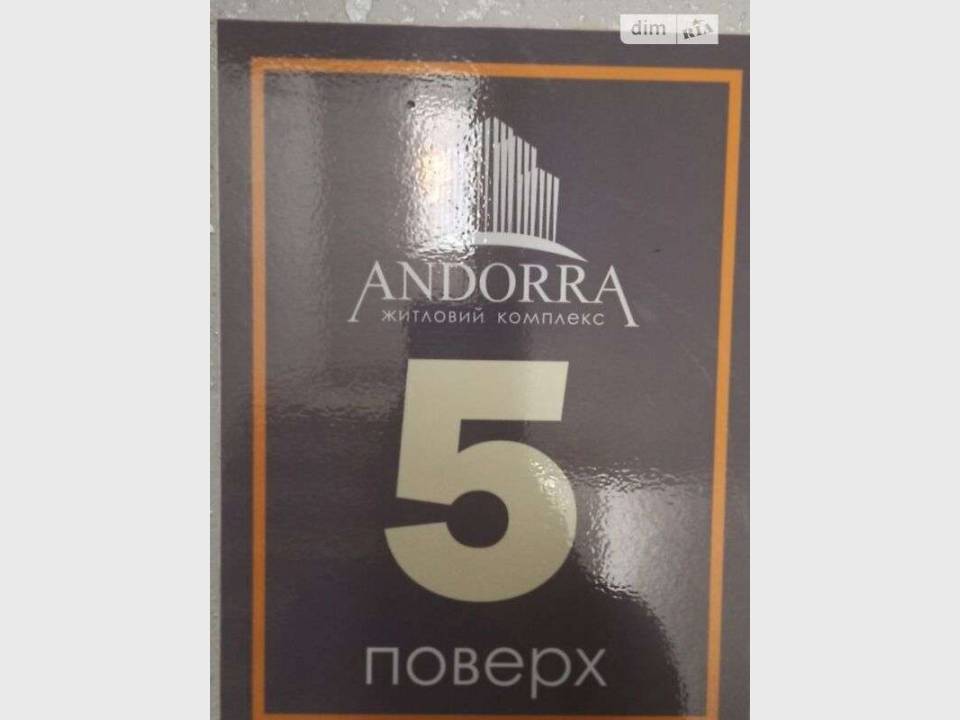 dim RIA
ANDORRA
житловий комплекс
5
поверх